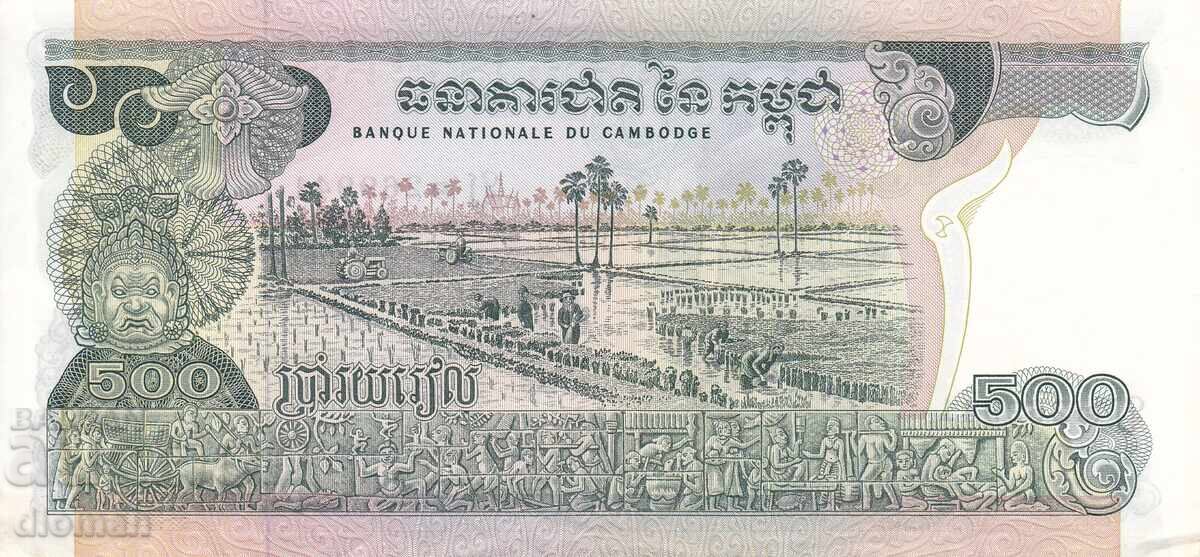 ធនាគារជាតិ នៃ កម្ពុជា
BANQUE NATIONALE DU CAMBODGE
500
ប្រាំរយរៀល
500
dloman